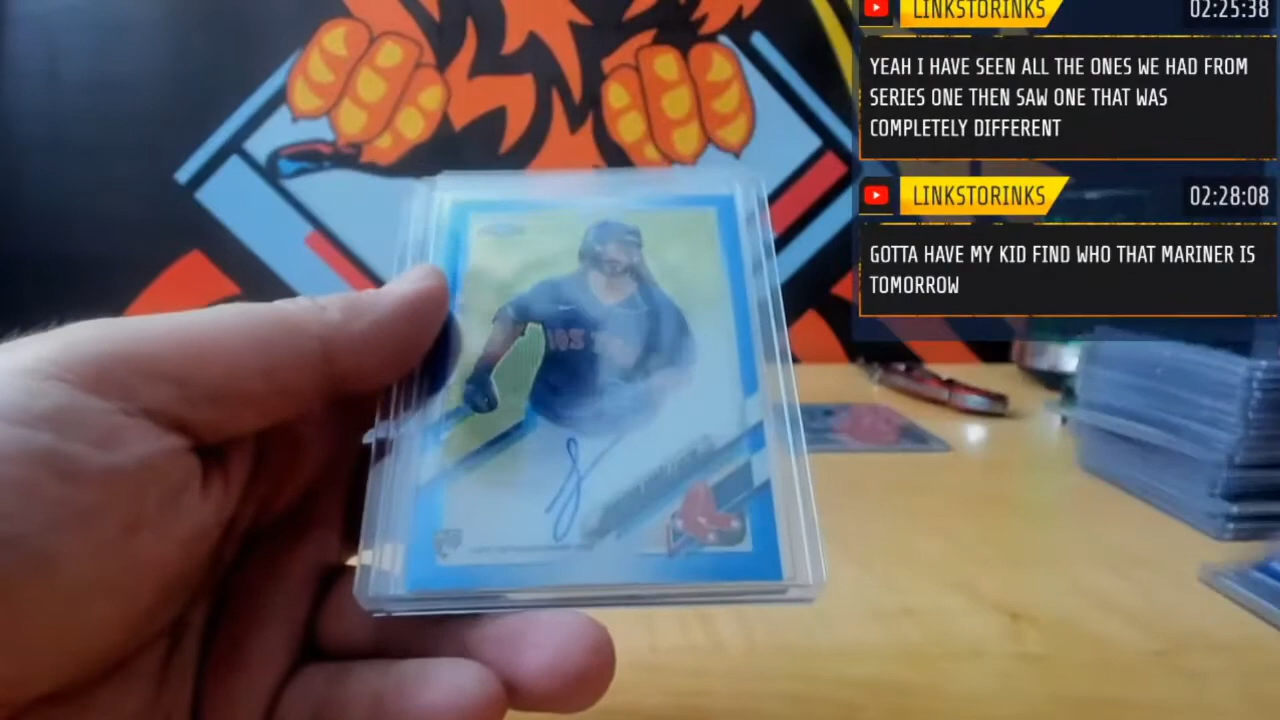 LINKSTORINKS 02:25:38
YEAH I HAVE SEEN ALL THE ONES WE HAD FROM
SERIES ONE THEN SAW ONE THAT WAS
COMPLETELY DIFFERENT
LINKSTORINKS 02:28:08
GOTTA HAVE MY KID FIND WHO THAT MARINER IS
TOMORROW